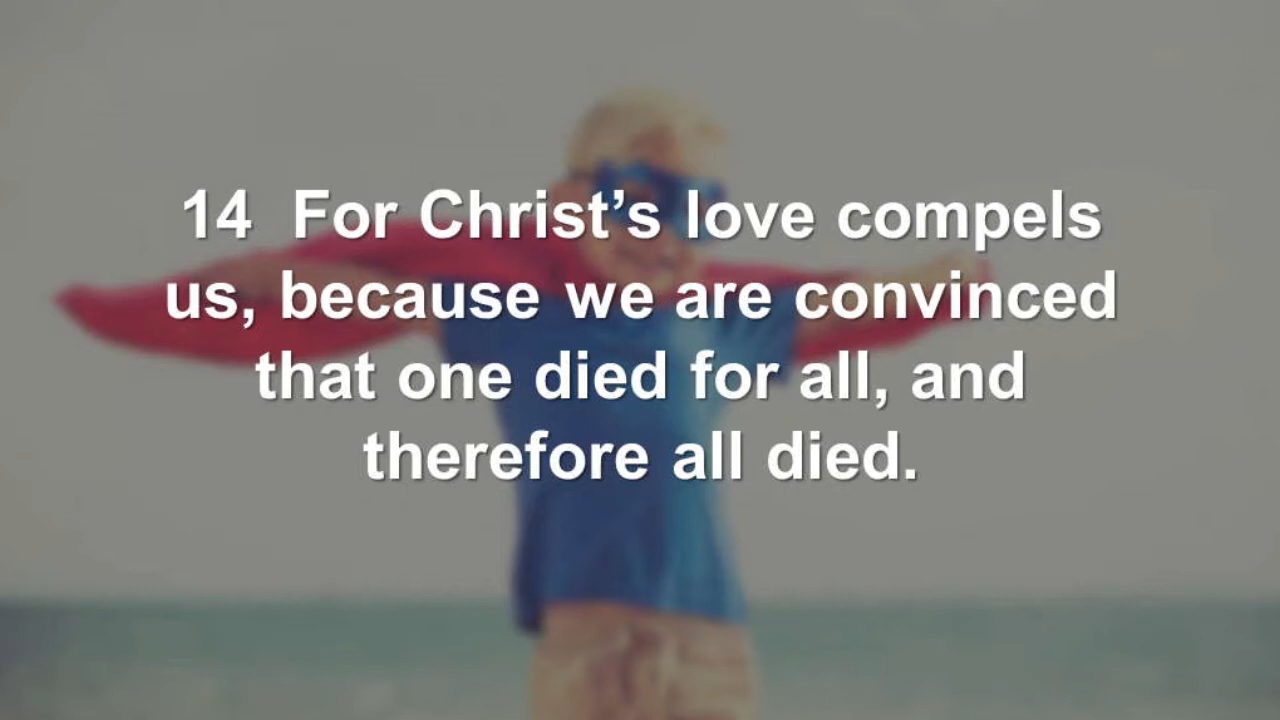 14  For Christ’s love compels
us, because we are convinced
that one died for all, and
therefore all died.